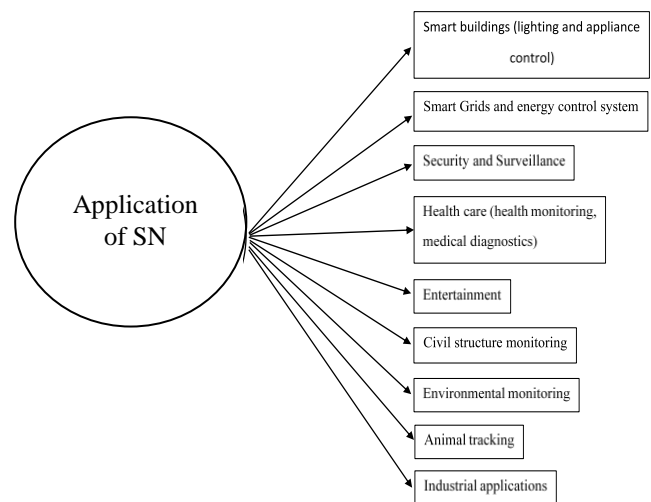 Application
of SN
Smart buildings (lighting and appliance
control)
Smart Grids and energy control system
Security and Surveillance
Health care (health monitoring,
medical diagnostics)
Entertainment
Civil structure monitoring
Environmental monitoring
Animal tracking
Industrial applications